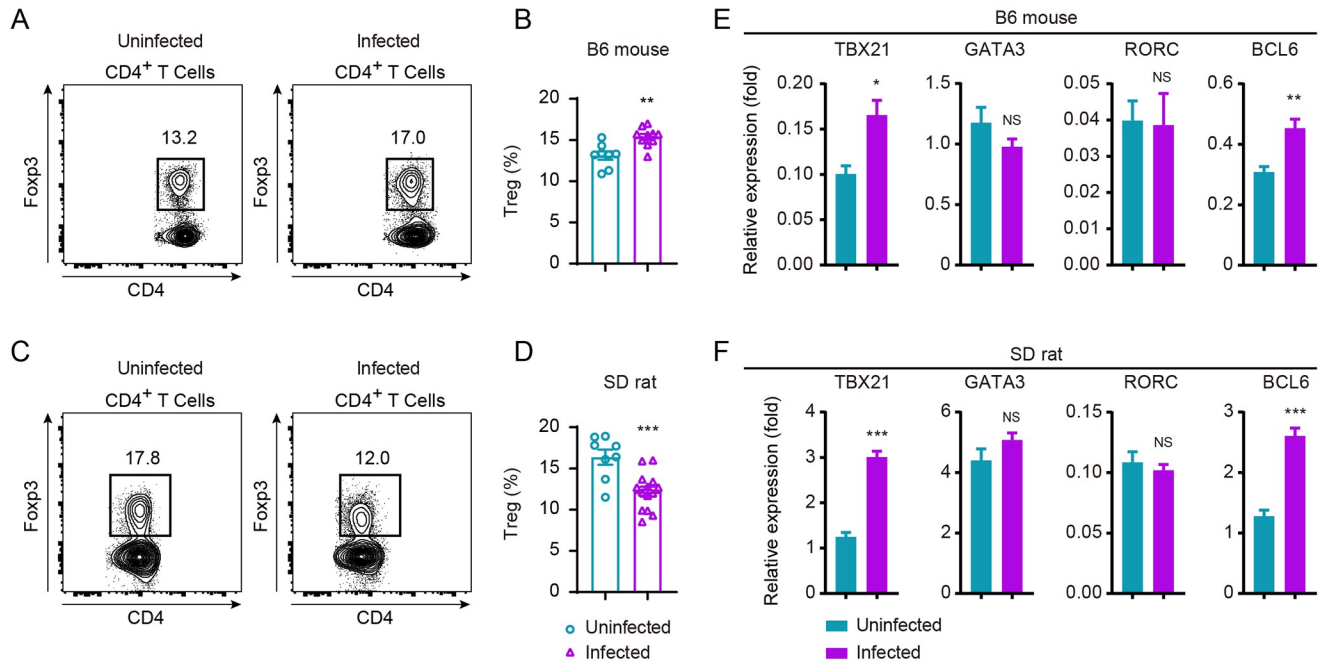 A
Uninfected
CD4+ T Cells
13.2
Foxp3
CD4
Infected
CD4+ T Cells
17.0
Foxp3
CD4
B
B6 mouse
**
20
15
10
5
0
Treg (%)
E
B6 mouse
Relative expression (fold)
TBX21
*
0.20
0.15
0.10
0.05
0.00
GATA3
NS
1.5
1.0
0.5
0
RORC
NS
0.05
0.04
0.03
0.02
0.01
0.00
BCL6
**
0.6
0.4
0.2
0
C
Uninfected
CD4+ T Cells
17.8
Foxp3
CD4
Infected
CD4+ T Cells
12.0
Foxp3
CD4
D
SD rat
***
20
15
10
5
0
Treg (%)
Uninfected
Infected
F
SD rat
Relative expression (fold)
TBX21
***
4
3
2
1
0
GATA3
NS
6
4
2
0
RORC
NS
0.15
0.10
0.05
0.00
BCL6
***
3
2
1
0
Uninfected
Infected